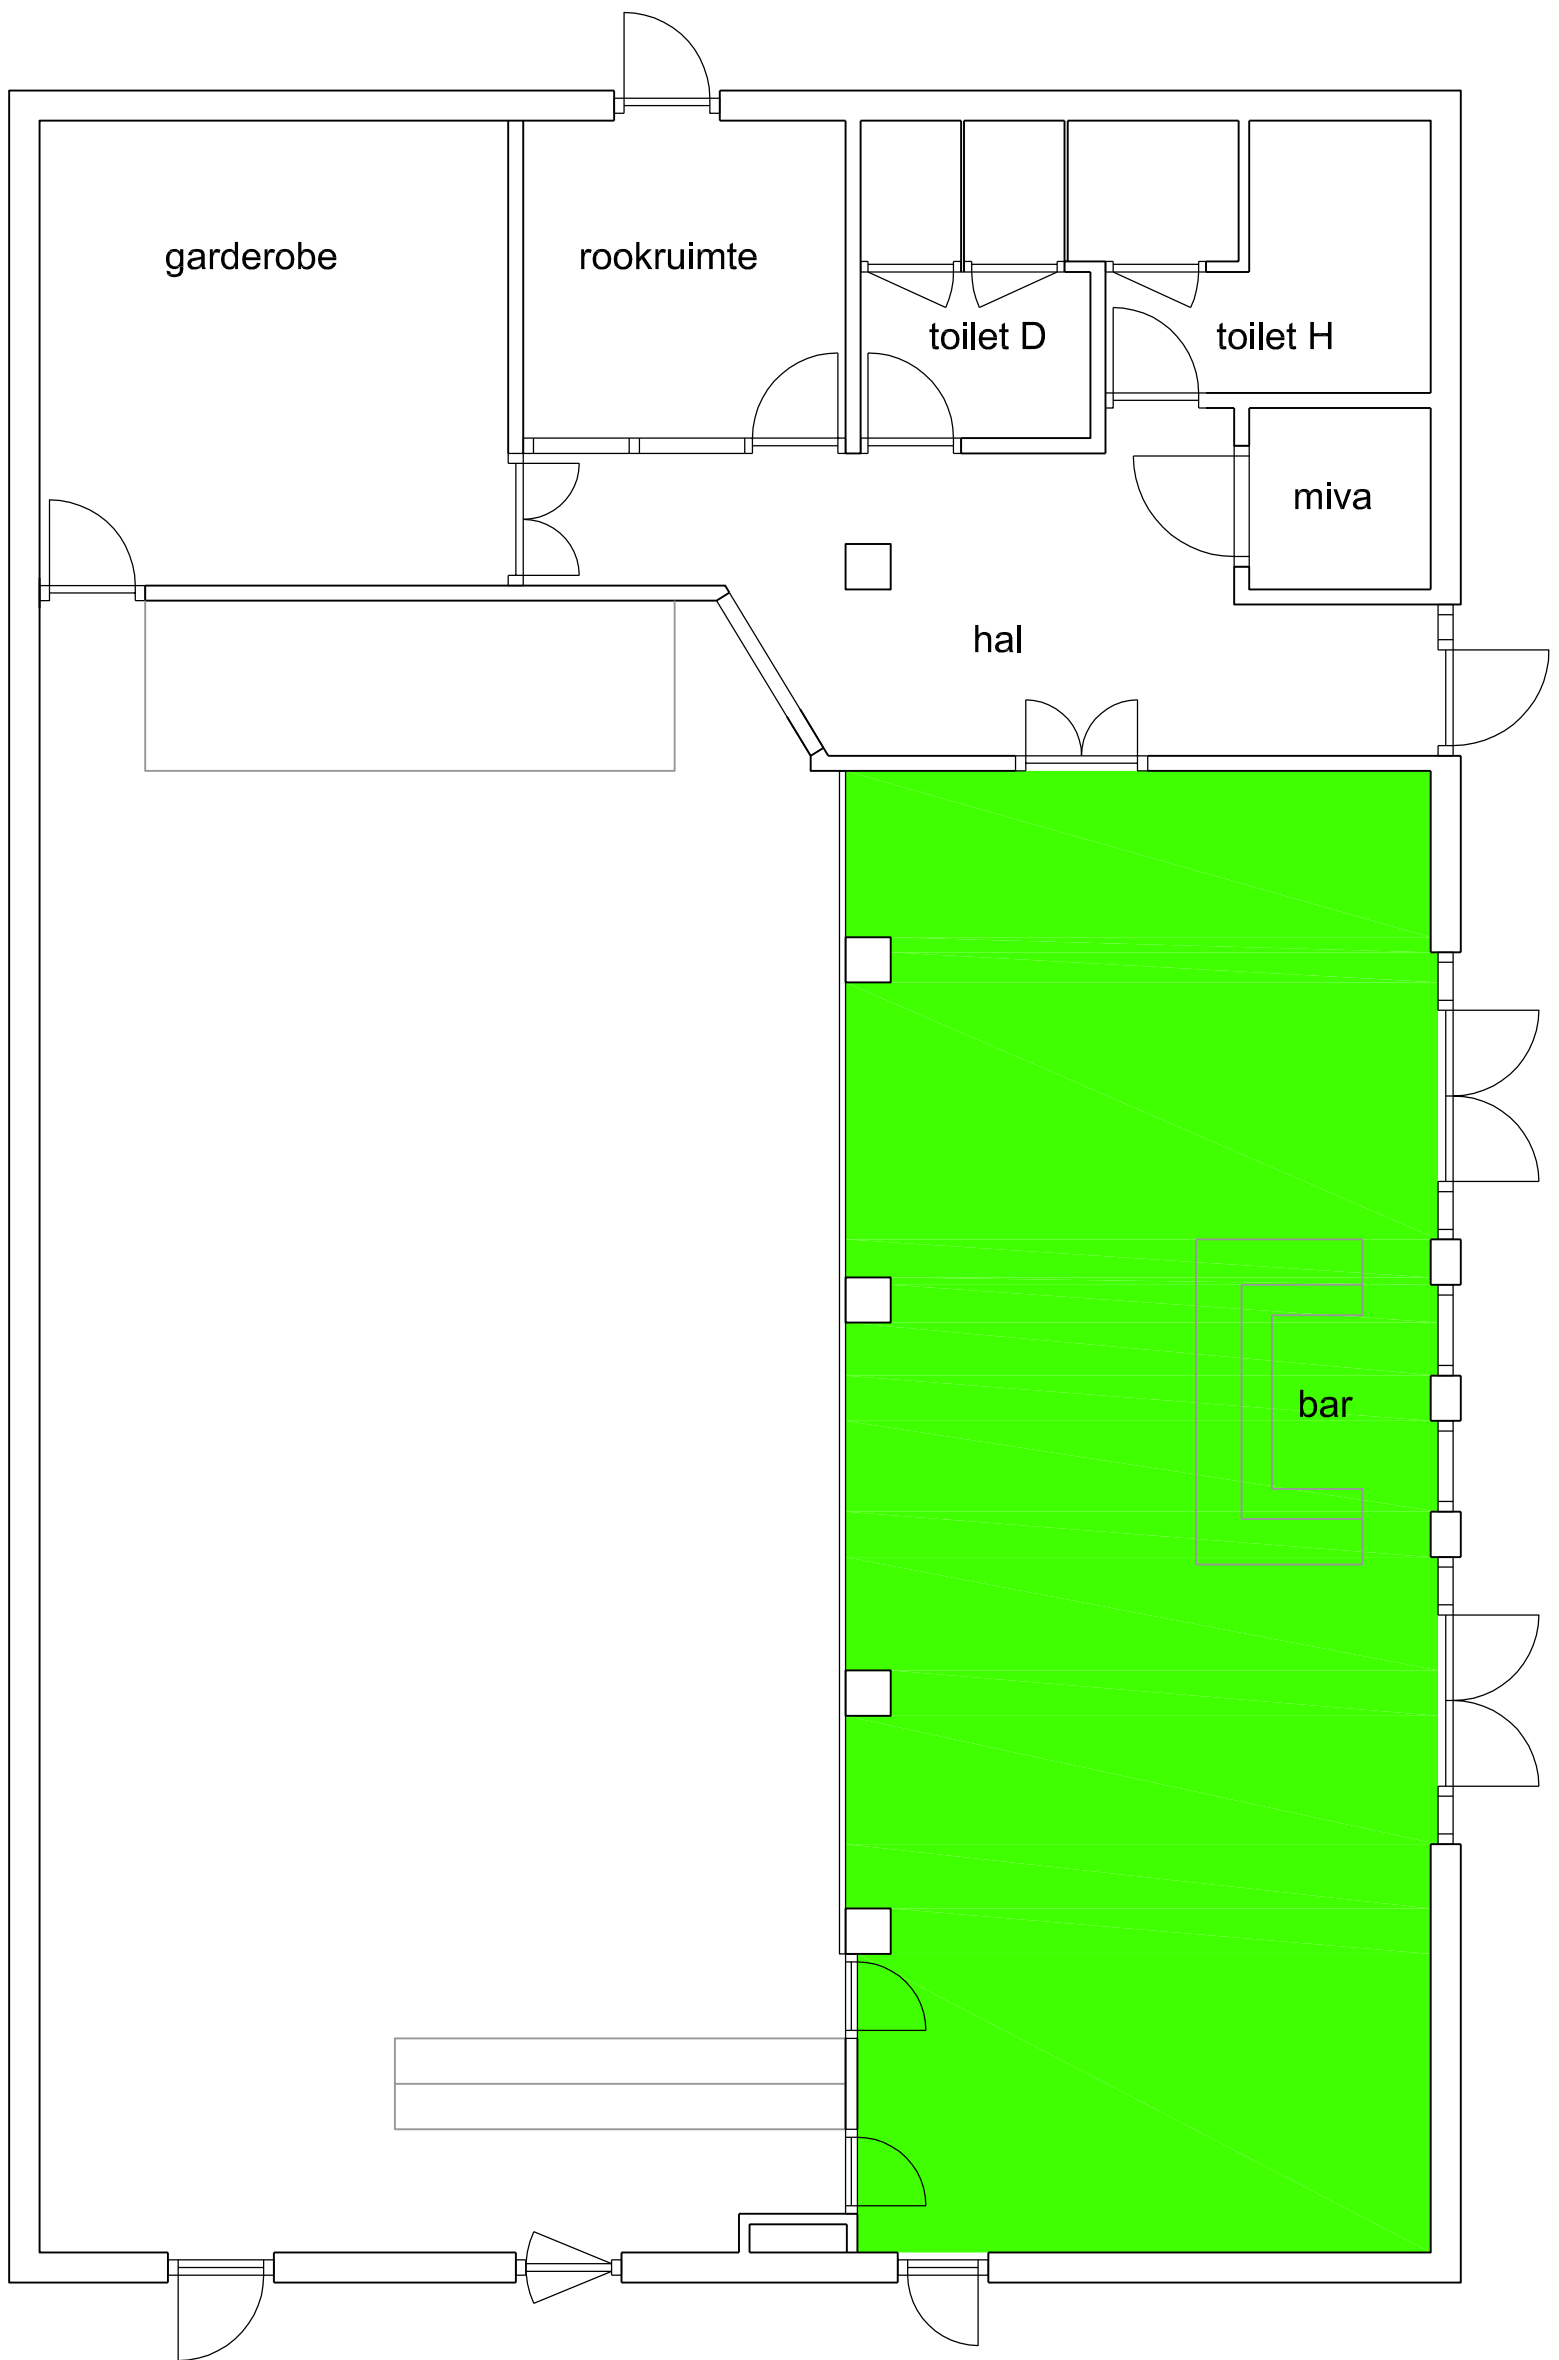 garderobe
rookruimte
toilet D
toilet H
miva
hal
bar